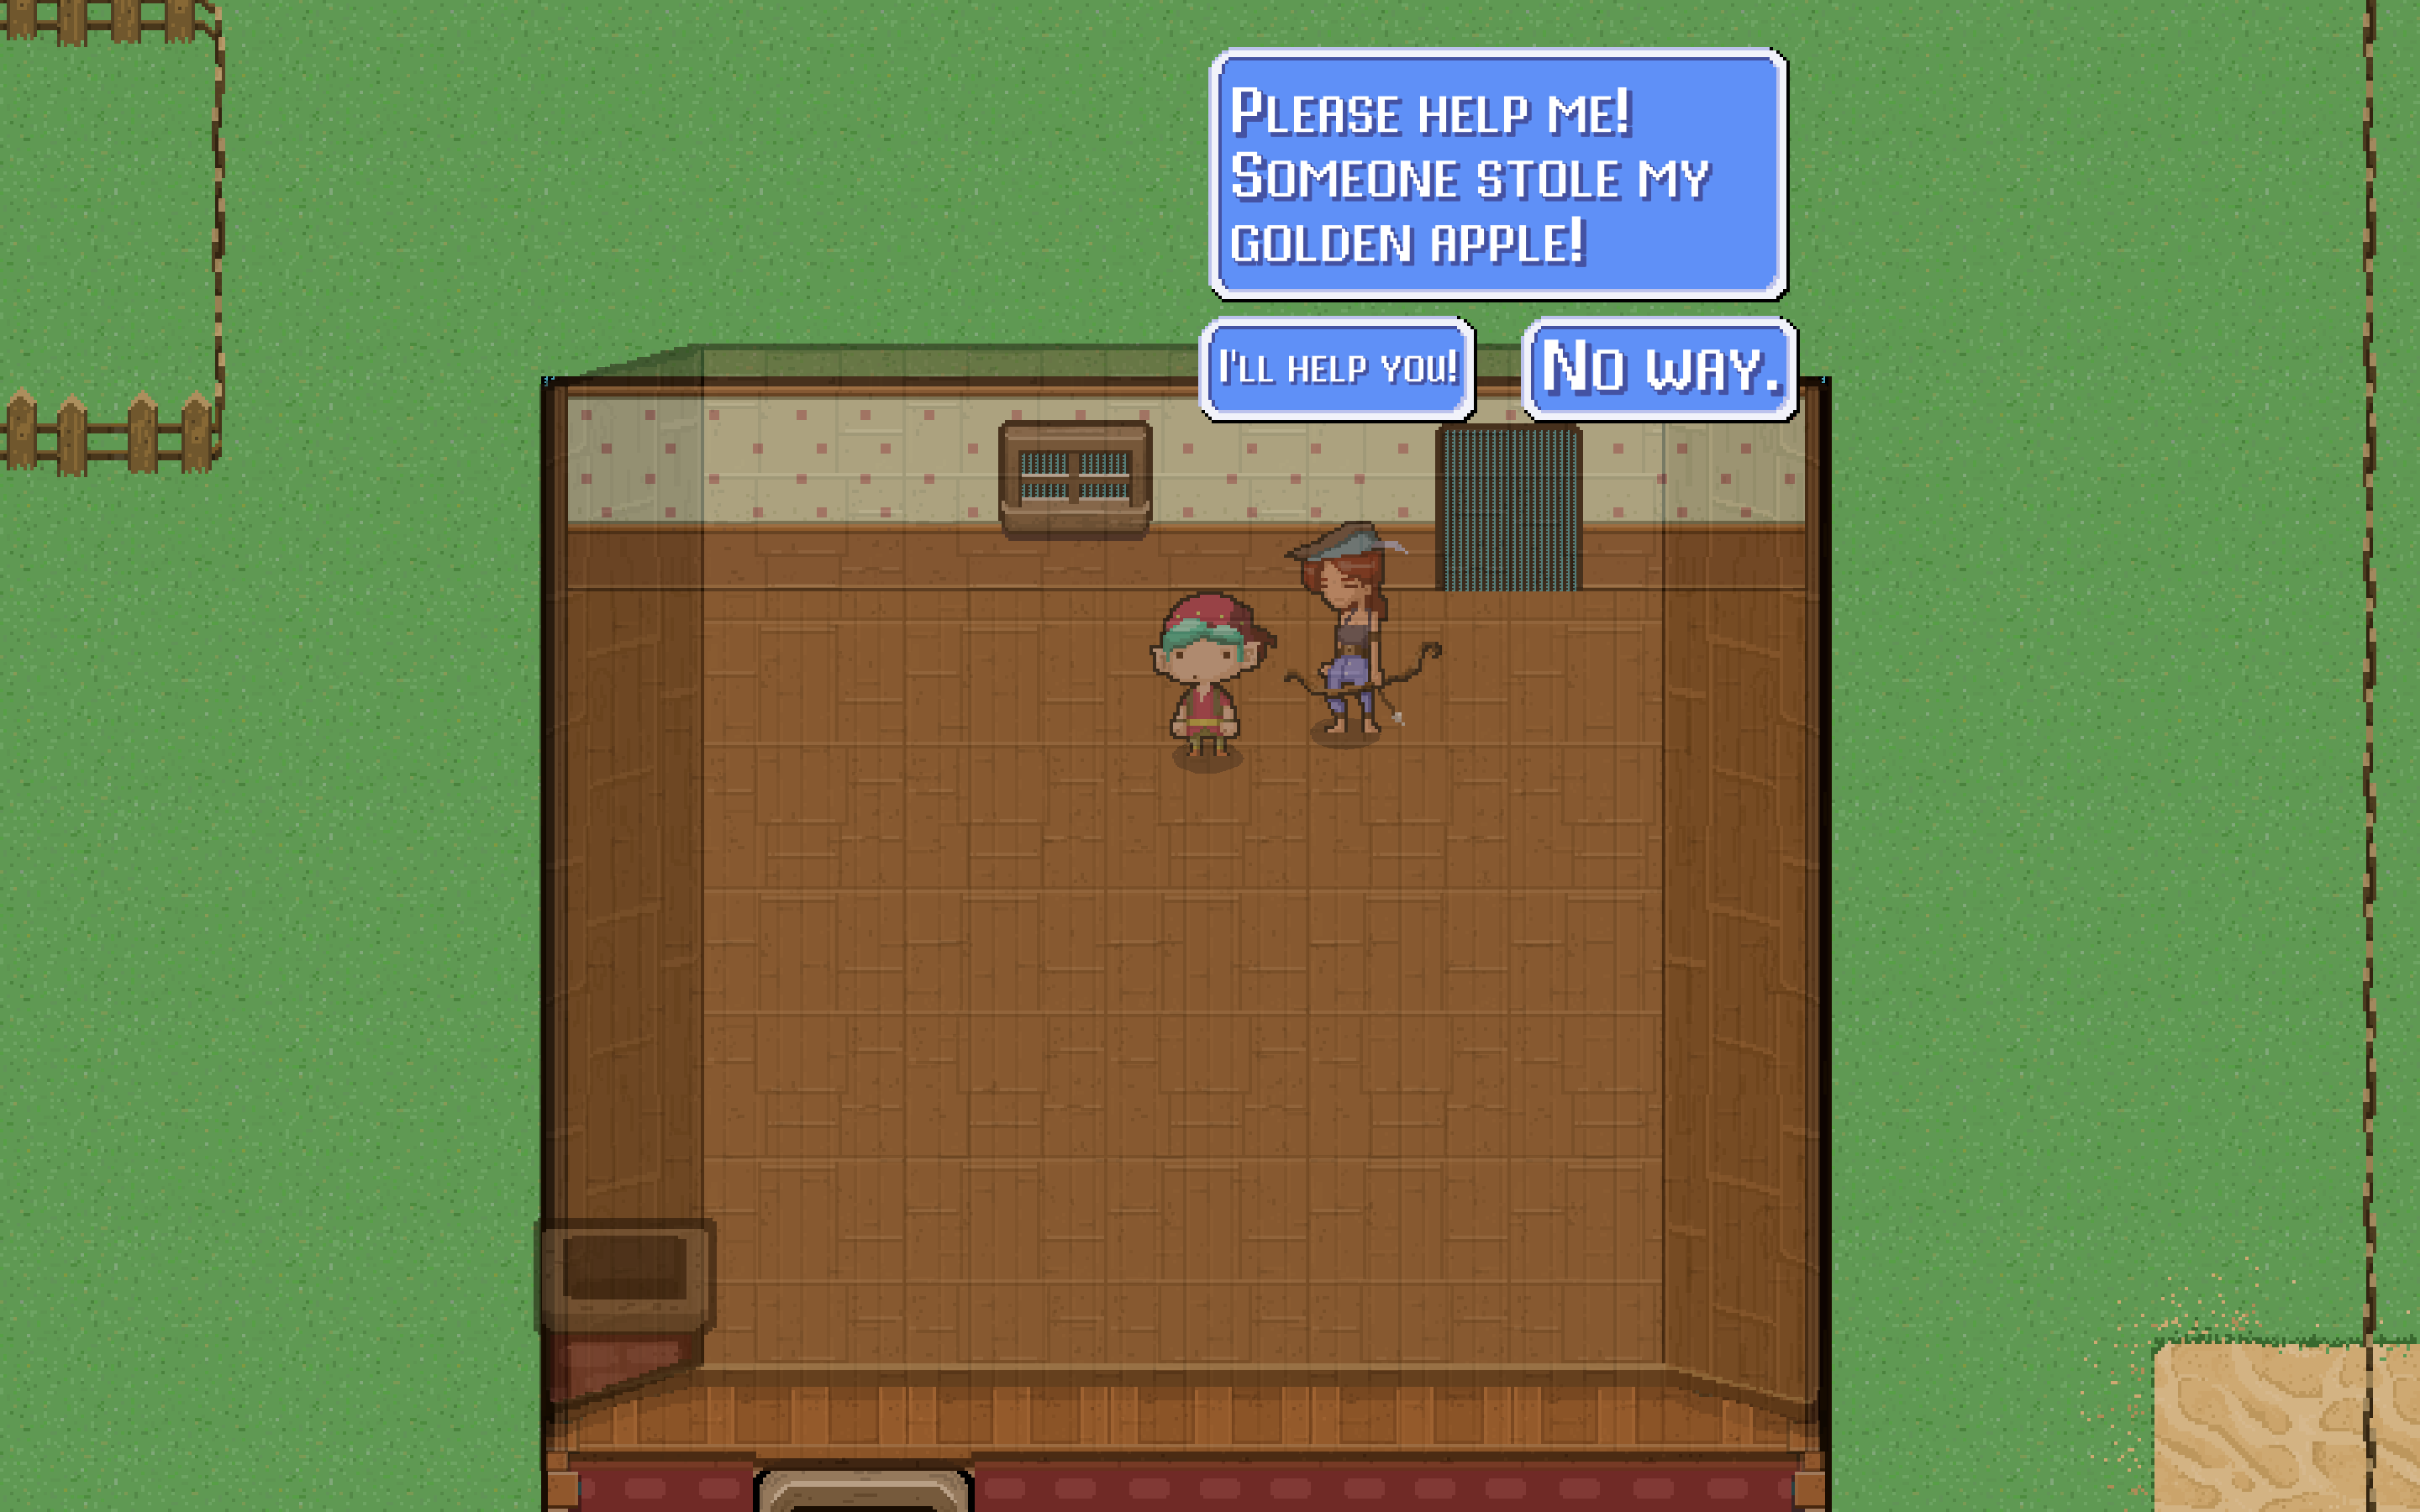 Please help me!
Someone stole my
golden apple!
I'll help you!
No way.